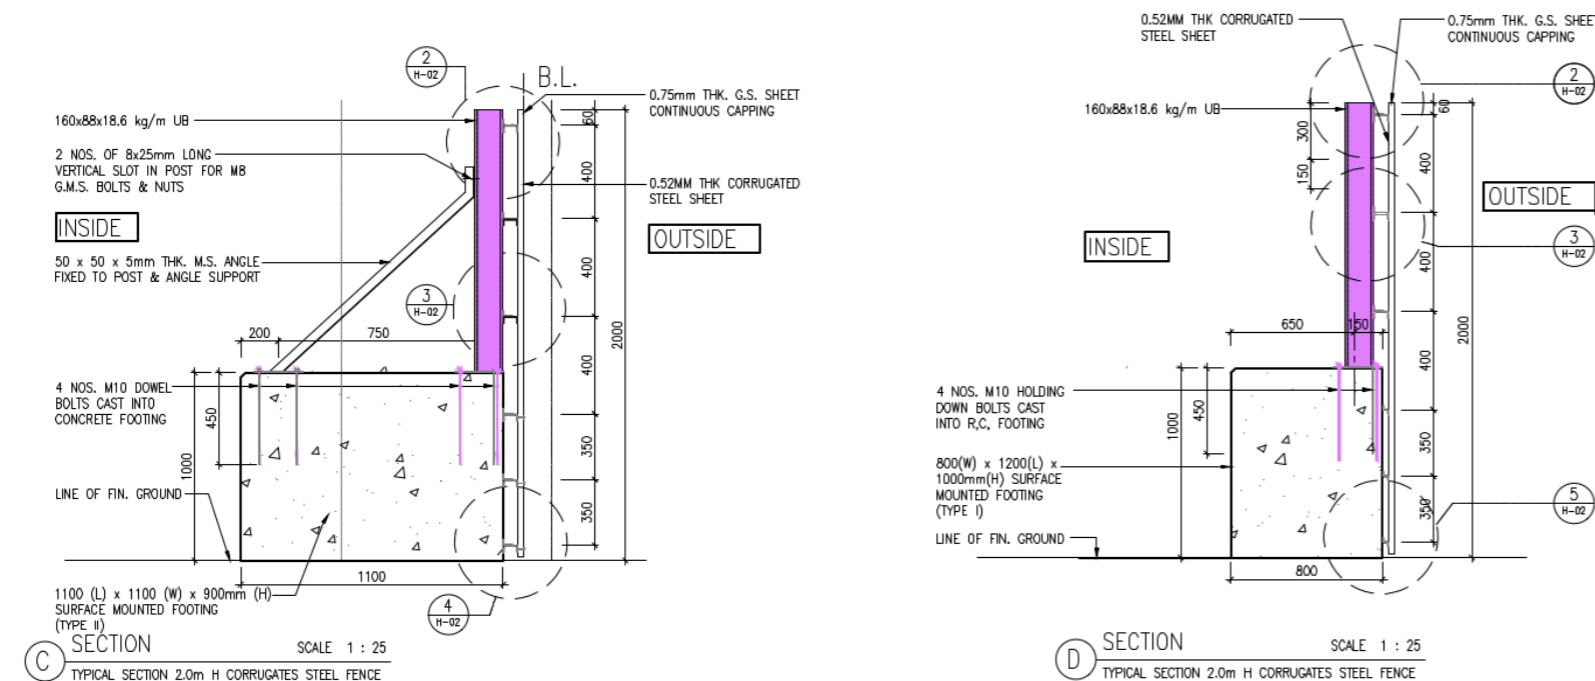 2
H-02
B.L.
160x88x18.6 kg/m UB
0.75mm THK. G.S. SHEET
CONTINUOUS CAPPING
60
2 NOS. OF 8x25mm LONG
VERTICAL SLOT IN POST FOR M8
G.M.S. BOLTS & NUTS
400
0.52MM THK CORRUGATED
STEEL SHEET
INSIDE
OUTSIDE
50 x 50 x 5mm THK. M.S. ANGLE
FIXED TO POST & ANGLE SUPPORT
400
3
H-02
200
750
2000
400
4 NOS. M10 DOWEL
BOLTS CAST INTO
CONCRETE FOOTING
450
1000
350
LINE OF FIN. GROUND
350
1100
1100 (L) x 1100 (W) x 900mm (H)
SURFACE MOUNTED FOOTING
(TYPE II)
4
H-02
C
SECTION
SCALE 1 : 25
TYPICAL SECTION 2.0m H CORRUGATES STEEL FENCE
0.52MM THK CORRUGATED
STEEL SHEET
0.75mm THK. G.S. SHEET
CONTINUOUS CAPPING
2
H-02
160x88x18.6 kg/m UB
60
300
150
400
OUTSIDE
INSIDE
3
H-02
400
650
150
2000
400
4 NOS. M10 HOLDING
DOWN BOLTS CAST
INTO R,C, FOOTING
450
1000
350
800(W) x 1200(L) x
1000mm(H) SURFACE
MOUNTED FOOTING
(TYPE I)
5
H-02
350
LINE OF FIN. GROUND
800
D
SECTION
SCALE 1 : 25
TYPICAL SECTION 2.0m H CORRUGATES STEEL FENCE